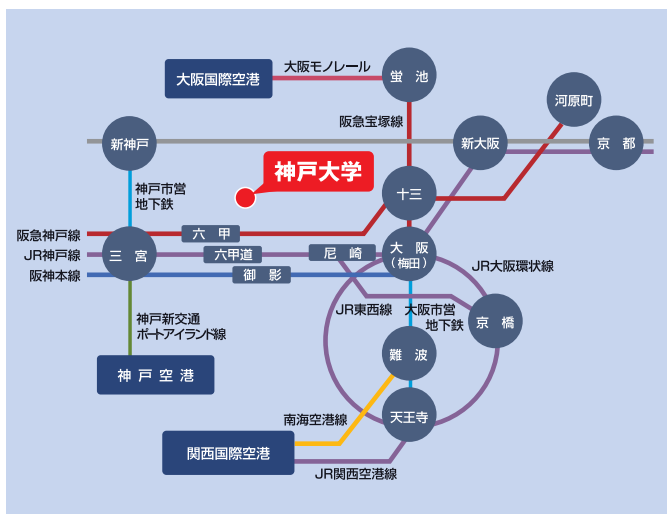 大阪モノレール
大阪国際空港
蛍池
河原町
阪急宝塚線
新神戸
新大阪
京都
神戸大学
神戸市営
地下鉄
十三
阪急神戸線
六甲
JR神戸線
三宮
六甲道
尼崎
大阪
(梅田)
阪神本線
御影
JR大阪環状線
JR東西線
大阪市営
地下鉄
京橋
神戸新交通
ポートアイランド線
難波
神戸空港
天王寺
南海空港線
関西国際空港
JR関西空港線